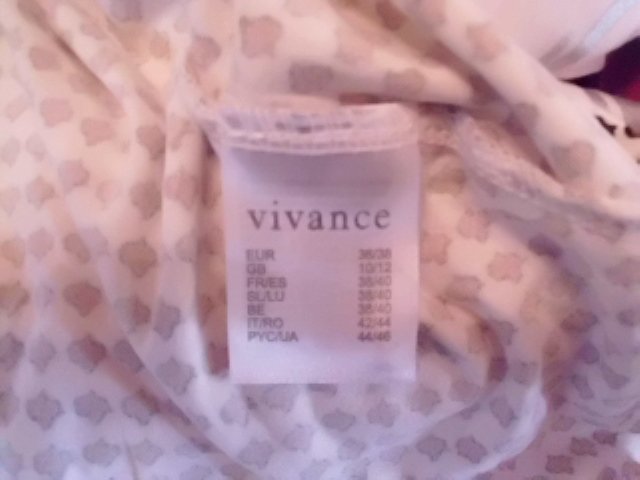 vivance
EUR 36/38
GB 10/12
FR/ES 38/40
SL/LU 38/40
BE 38/40
IT/RO 42/44
PYC/UA 44/46